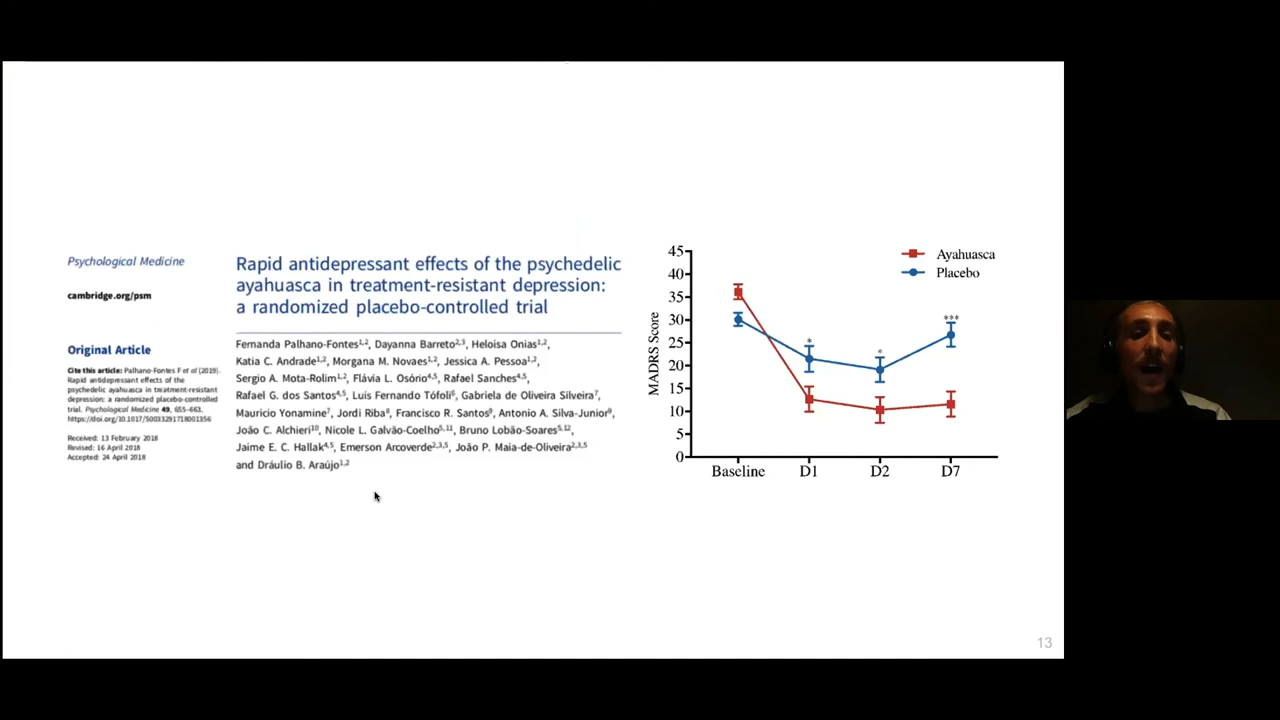 Psychological Medicine
cambridge.org/psm
Original Article
Cite this article: Palhano-Fontes F et al (2019).
Rapid antidepressant effects of the
psychedelic ayahuasca in treatment-resistant
depression: a randomized placebo-controlled
trial. Psychological Medicine 49, 655–663.
https://doi.org/10.1017/S0033291718001356
Received: 13 February 2018
Revised: 16 April 2018
Accepted: 24 April 2018
Rapid antidepressant effects of the psychedelic
ayahuasca in treatment-resistant depression:
a randomized placebo-controlled trial
Fernanda Palhano-Fontes1,2, Dayanna Barreto2,3, Heloisa Onias1,2,
Katia C. Andrade1,2, Morgana M. Novaes1,2, Jessica A. Pessoa1,2,
Sergio A. Mota-Rolim1,2, Flávia L. Osório4,5, Rafael Sanches4,5,
Rafael G. dos Santos4,5, Luís Fernando Tófoli6, Gabriela de Oliveira Silveira7,
Mauricio Yonamine7, Jordi Riba8, Francisco R. Santos9, Antonio A. Silva-Junior9,
João C. Alchieri10, Nicole L. Galvão-Coelho5,11, Bruno Lobão-Soares5,12,
Jaime E. C. Hallak4,5, Emerson Arcoverde2,3,5, João P. Maia-de-Oliveira2,3,5
and Dráulio B. Araújo1,2
Ayahuasca
Placebo
MADRS Score
45
40
35
30
25
20
15
10
5
0
*
*
***
Baseline D1 D2 D7
13